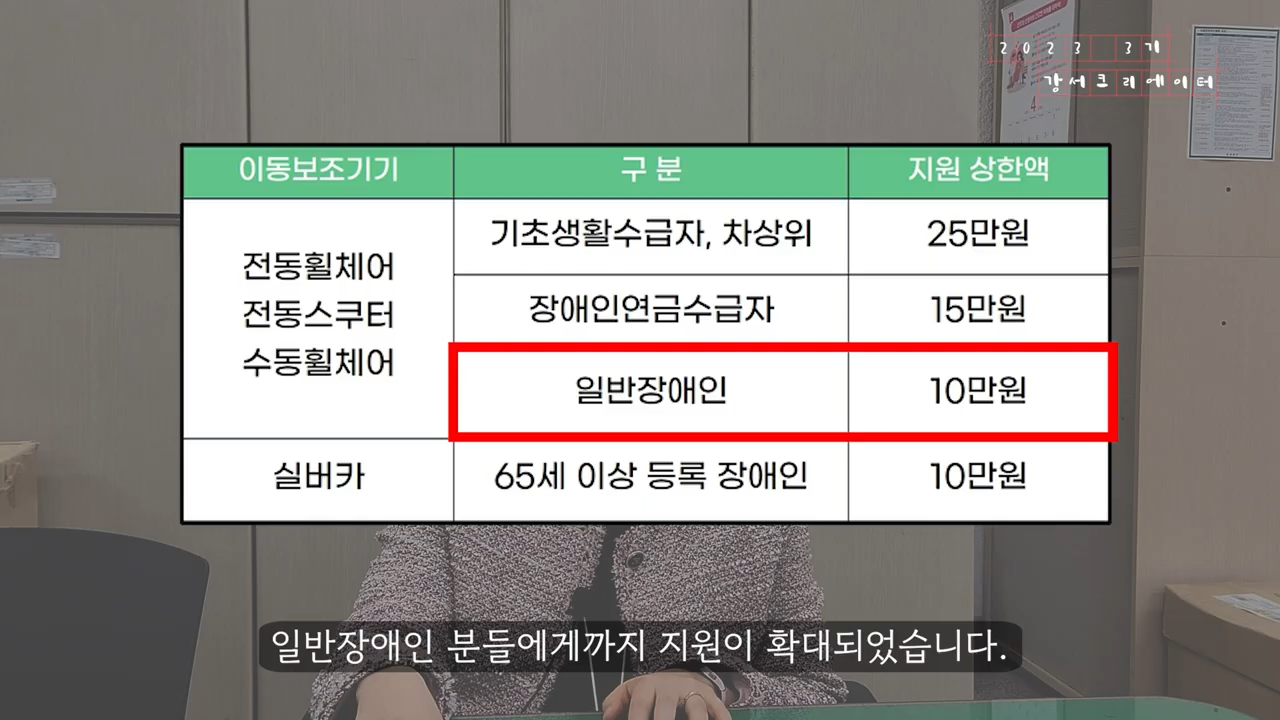 2023 3기
강서크리에이터
이동보조기기 구 분 지원 상한액
전동휠체어
전동스쿠터
수동휠체어
기초생활수급자, 차상위 25만원
장애인연금수급자 15만원
일반장애인 10만원
실버카 65세 이상 등록 장애인 10만원
일반장애인 분들에게까지 지원이 확대되었습니다.